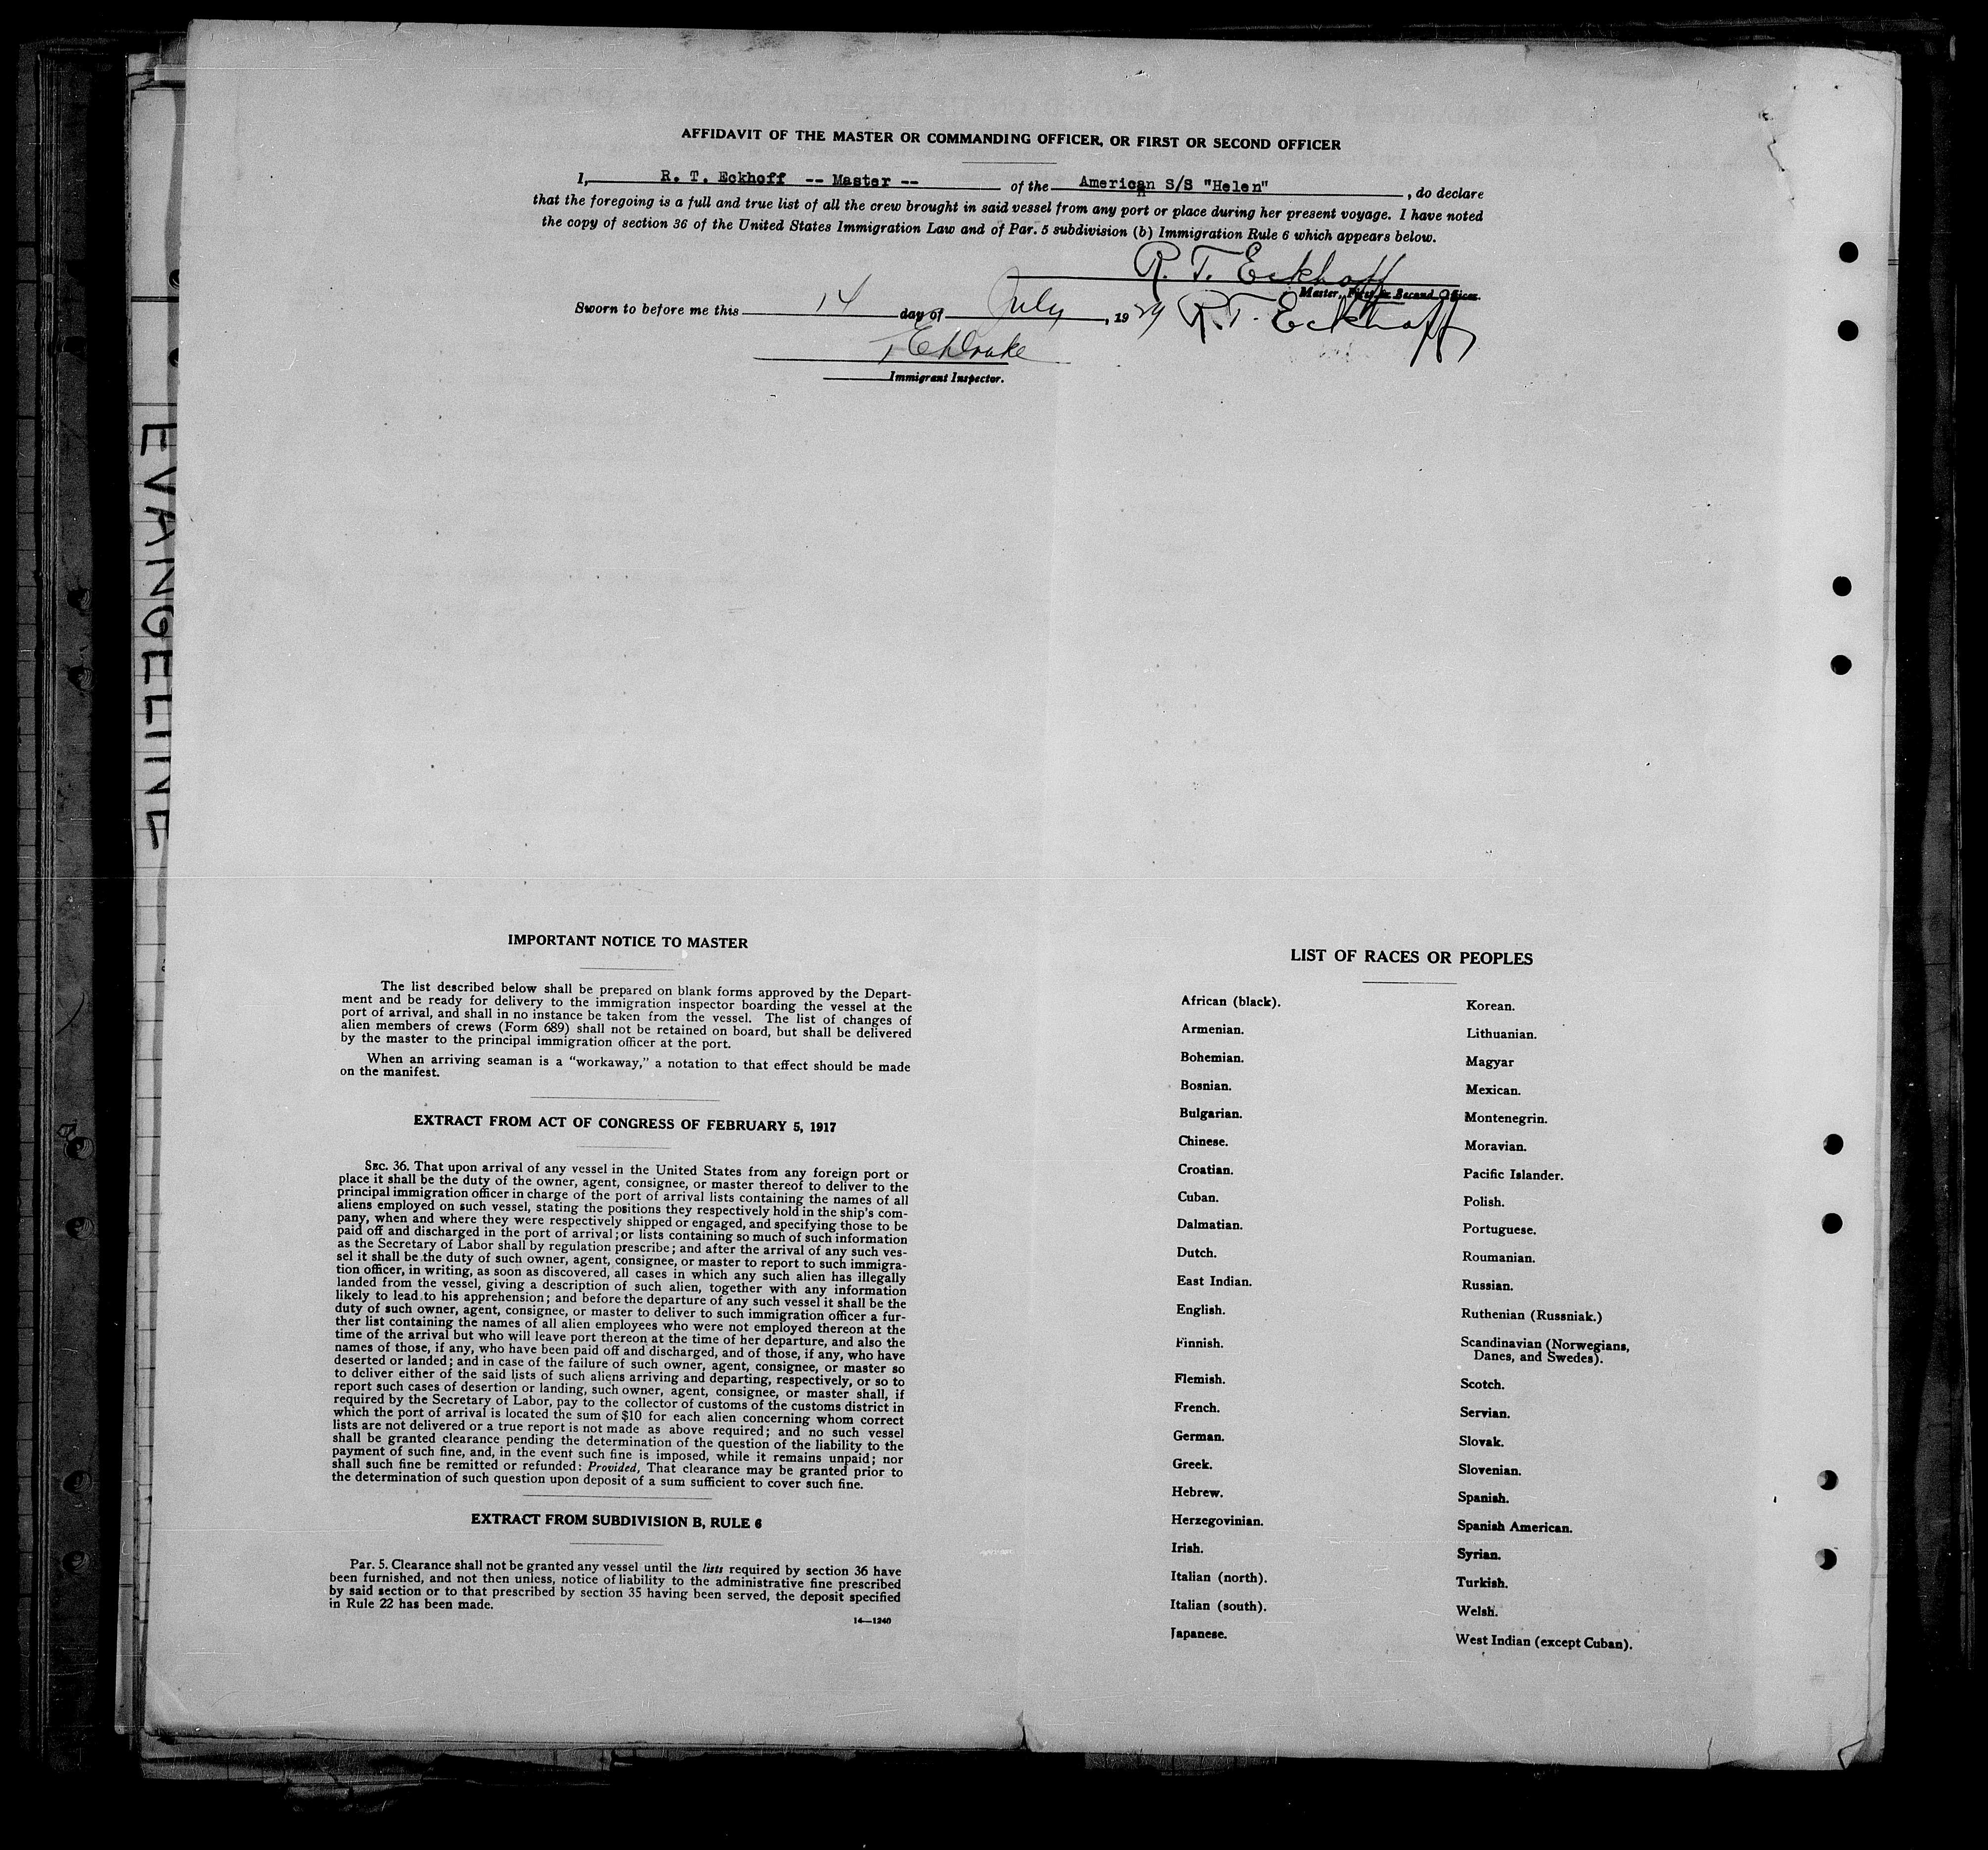 AFFIDAVIT OF THE MASTER OR COMMANDING OFFICER, OR FIRST OR SECOND OFFICER
I, R. T. Eckhoff -- Master -- of the American S/S "Helen", do declare
that the foregoing is a full and true list of all the crew brought in said vessel from any port or place during her present voyage. I have noted
the copy of section 36 of the United States Immigration Law and of Par. 5 subdivision (b) Immigration Rule 6 which appears below.
R. T. Eckhoff
Master, First or Second Officer.
Sworn to before me this 14 day of July, 1929 R. T. Eckhoff
Immigrant Inspector.
EVANGELINE
IMPORTANT NOTICE TO MASTER
The list described below shall be prepared on blank forms approved by the Depart-
ment and be ready for delivery to the immigration inspector boarding the vessel at the
port of arrival, and shall in no instance be taken from the vessel. The list of changes of
alien members of crews (Form 689) shall not be retained on board, but shall be delivered
by the master to the principal immigration officer at the port.
When an arriving seaman is a "workaway," a notation to that effect should be made
on the manifest.
EXTRACT FROM ACT OF CONGRESS OF FEBRUARY 5, 1917
SEC. 36. That upon arrival of any vessel in the United States from any foreign port or
place it shall be the duty of the owner, agent, consignee, or master thereof to deliver to the
principal immigration officer in charge of the port of arrival lists containing the names of all
aliens employed on such vessel, stating the positions they respectively hold in the ship's com-
pany, when and where they were respectively shipped or engaged, and specifying those to be
paid off and discharged in the port of arrival; or lists containing so much of such information
as the Secretary of Labor shall by regulation prescribe; and after the arrival of any such ves-
sel it shall be the duty of such owner, agent, consignee, or master to report to such immigra-
tion officer, in writing, as soon as discovered, all cases in which any such alien has illegally
landed from the vessel, giving a description of such alien, together with any information
likely to lead to his apprehension; and before the departure of any such vessel it shall be the
duty of such owner, agent, consignee, or master to deliver to such immigration officer a fur-
ther list containing the names of all alien employees who were not employed thereon at the
time of the arrival but who will leave port thereon at the time of her departure, and also the
names of those, if any, who have been paid off and discharged, and of those, if any, who have
deserted or landed; and in case of the failure of such owner, agent, consignee, or master so
to deliver either of the said lists of such aliens arriving and departing, respectively, or so to
report such cases of desertion or landing, such owner, agent, consignee, or master shall, if
required by the Secretary of Labor, pay to the collector of customs of the customs district in
which the port of arrival is located the sum of $10 for each alien concerning whom correct
lists are not delivered or a true report is not made as above required; and no such vessel
shall be granted clearance pending the determination of the question of the liability to the
payment of such fine, and, in the event such fine is imposed, while it remains unpaid; nor
shall such fine be remitted or refunded: Provided, That clearance may be granted prior to
the determination of such question upon deposit of a sum sufficient to cover such fine.
EXTRACT FROM SUBDIVISION B, RULE 6
Par. 5. Clearance shall not be granted any vessel until the lists required by section 36 have
been furnished, and not then unless, notice of liability to the administrative fine prescribed
by said section or to that prescribed by section 35 having been served, the deposit specified
in Rule 22 has been made.
14—1240
LIST OF RACES OR PEOPLES
African (black).
Armenian.
Bohemian.
Bosnian.
Bulgarian.
Chinese.
Croatian.
Cuban.
Dalmatian.
Dutch.
East Indian.
English.
Finnish.
Flemish.
French.
German.
Greek.
Hebrew.
Herzegovinian.
Irish.
Italian (north).
Italian (south).
Japanese.
Korean.
Lithuanian.
Magyar
Mexican.
Montenegrin.
Moravian.
Pacific Islander.
Polish.
Portuguese.
Roumanian.
Russian.
Ruthenian (Russniak.)
Scandinavian (Norwegians,
Danes, and Swedes).
Scotch.
Servian.
Slovak.
Slovenian.
Spanish.
Spanish American.
Syrian.
Turkish.
Welsh.
West Indian (except Cuban).